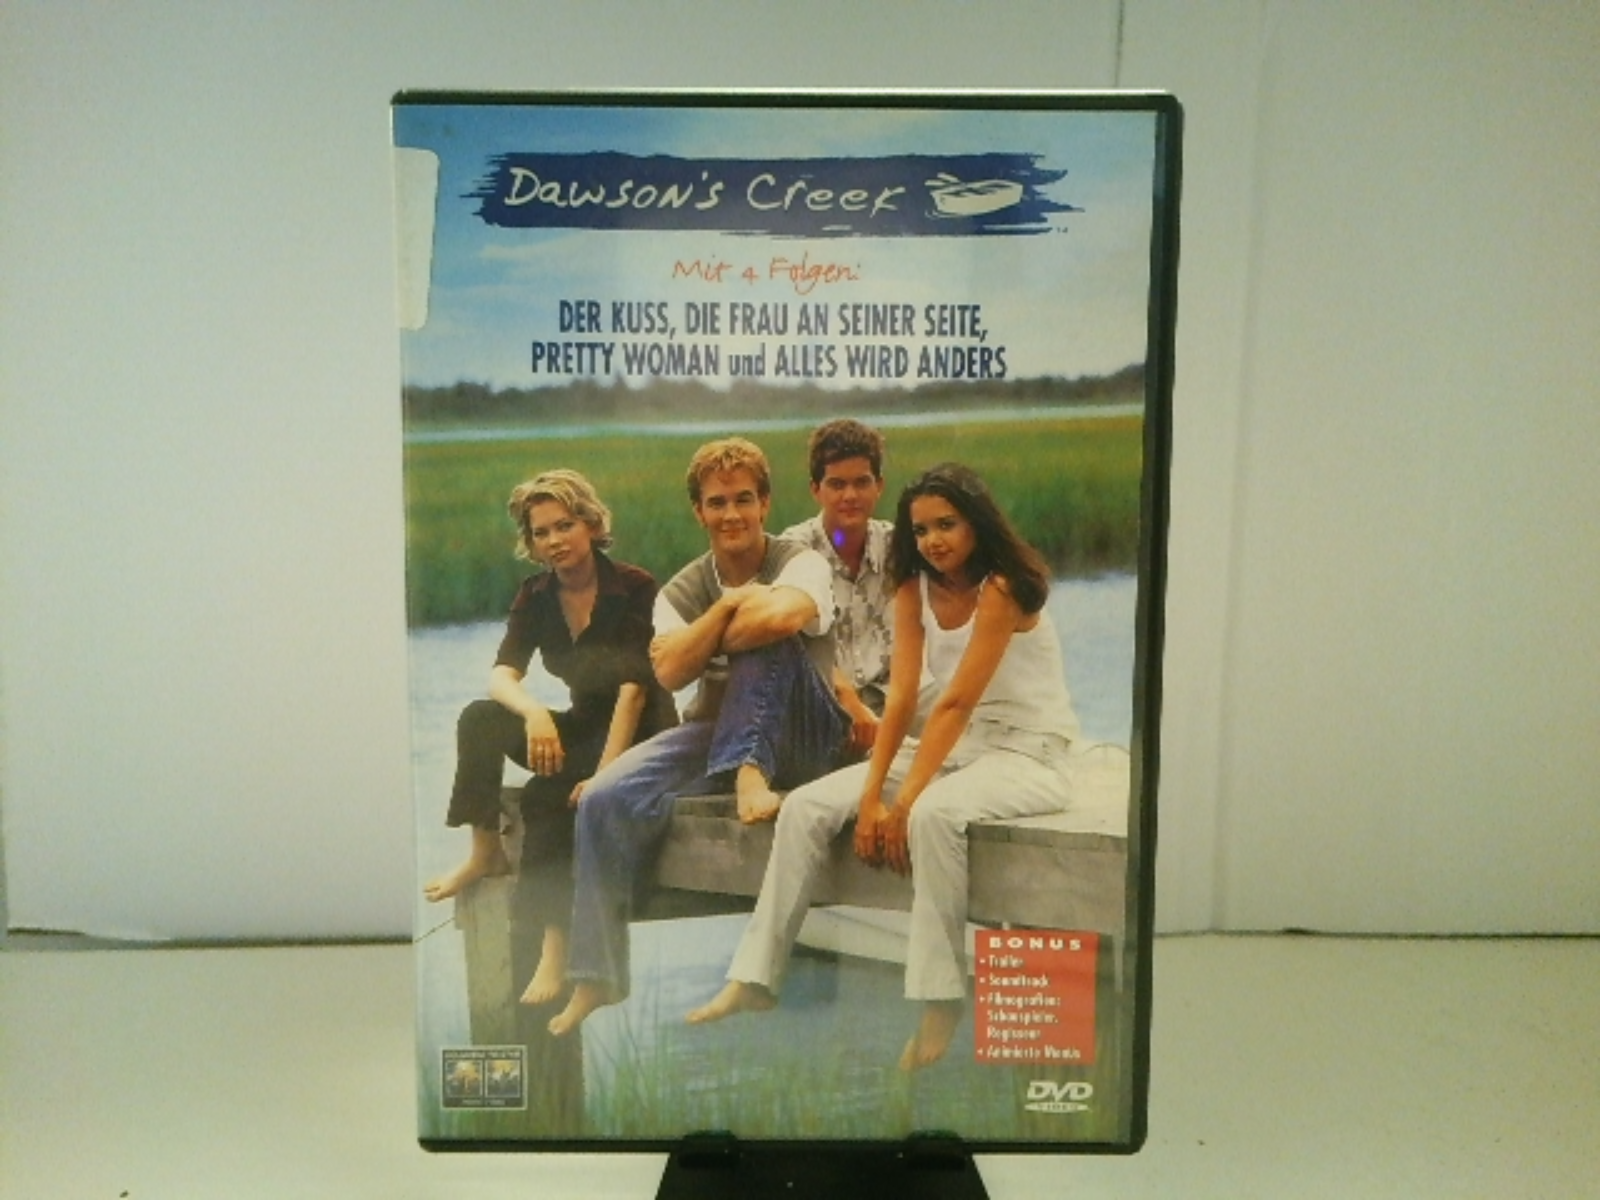 Dawson's Creek
Mit 4 Folgen:
DER KUSS, DIE FRAU AN SEINER SEITE,
PRETTY WOMAN und ALLES WIRD ANDERS
BONUS
• Trailer
• Soundtrack
• Filmografien:
Schauspieler,
Regisseur
• Animierte Menüs
DVD
VIDEO